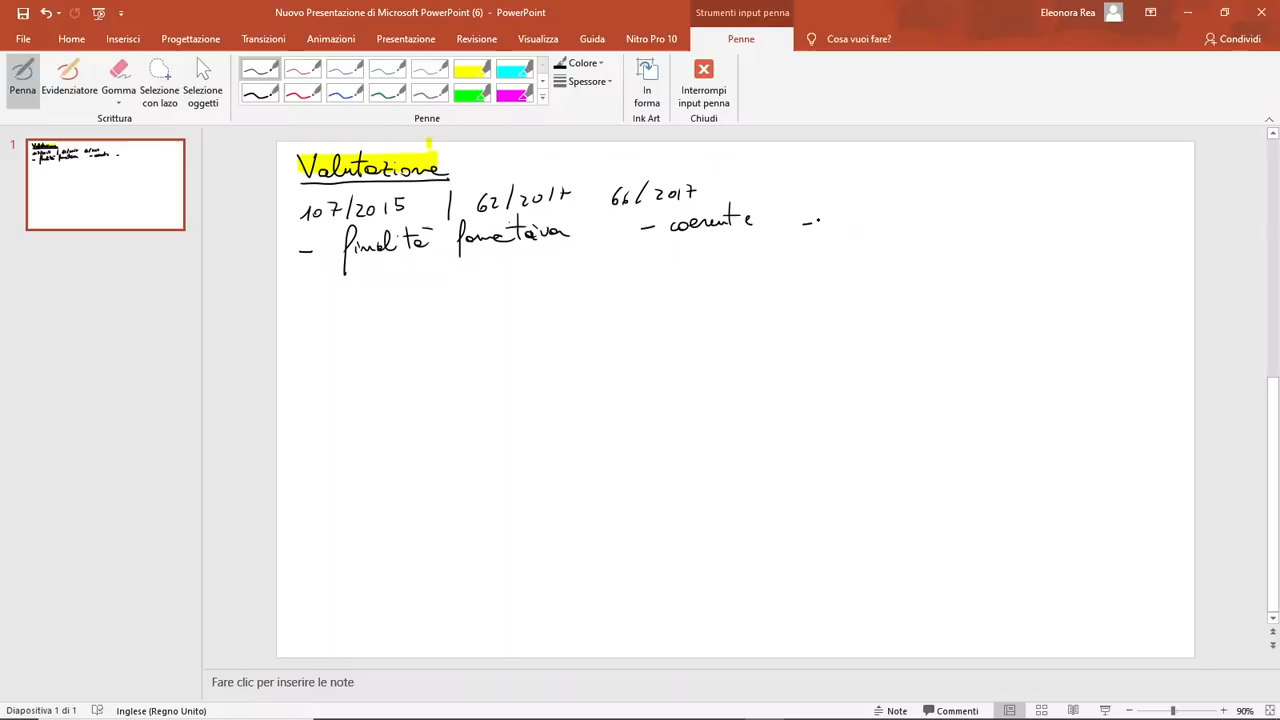 Nuovo Presentazione di Microsoft PowerPoint (6) - PowerPoint
Strumenti input penna
Eleonora Rea
File Home Inserisci Progettazione Transizioni Animazioni Presentazione Revisione Visualizza Guida Nitro Pro 10 Penne Cosa vuoi fare? Condividi
Penna Evidenziatore Gomma Selezione con lazo Selezione oggetti
Colore
Spessore
In forma
Interrompi input penna
Scrittura Penne Ink Art Chiudi
1
Valutazione
107/2015 | 62/2017 66/2017
- finalità formativa - coerente -
Fare clic per inserire le note
Diapositiva 1 di 1 Inglese (Regno Unito) Note Commenti 90%